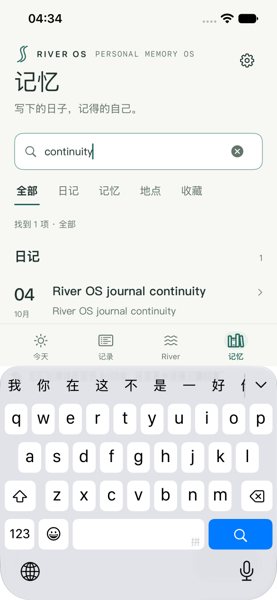 04:34
RIVER OS PERSONAL MEMORY OS
记忆
写下的日子，记得的自己。
continuity
全部 日记 记忆 地点 收藏
找到 1 项 · 全部
日记 1
04 River OS journal continuity
10月 River OS journal continuity
今天 记录 River 记忆
我 你 在 这 不 是 一 好
q w e r t y u i o p
a s d f g h j k l
z x c v b n m
123 拼